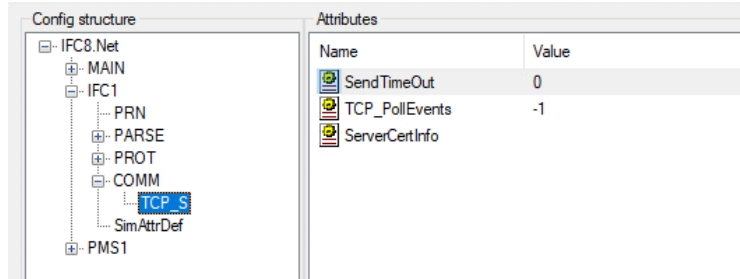 Config structure
IFC8.Net
MAIN
IFC1
PRN
PARSE
PROT
COMM
TCP_S
SimAttrDef
PMS1
Attributes
Name Value
SendTimeOut 0
TCP_PollEvents -1
ServerCertInfo